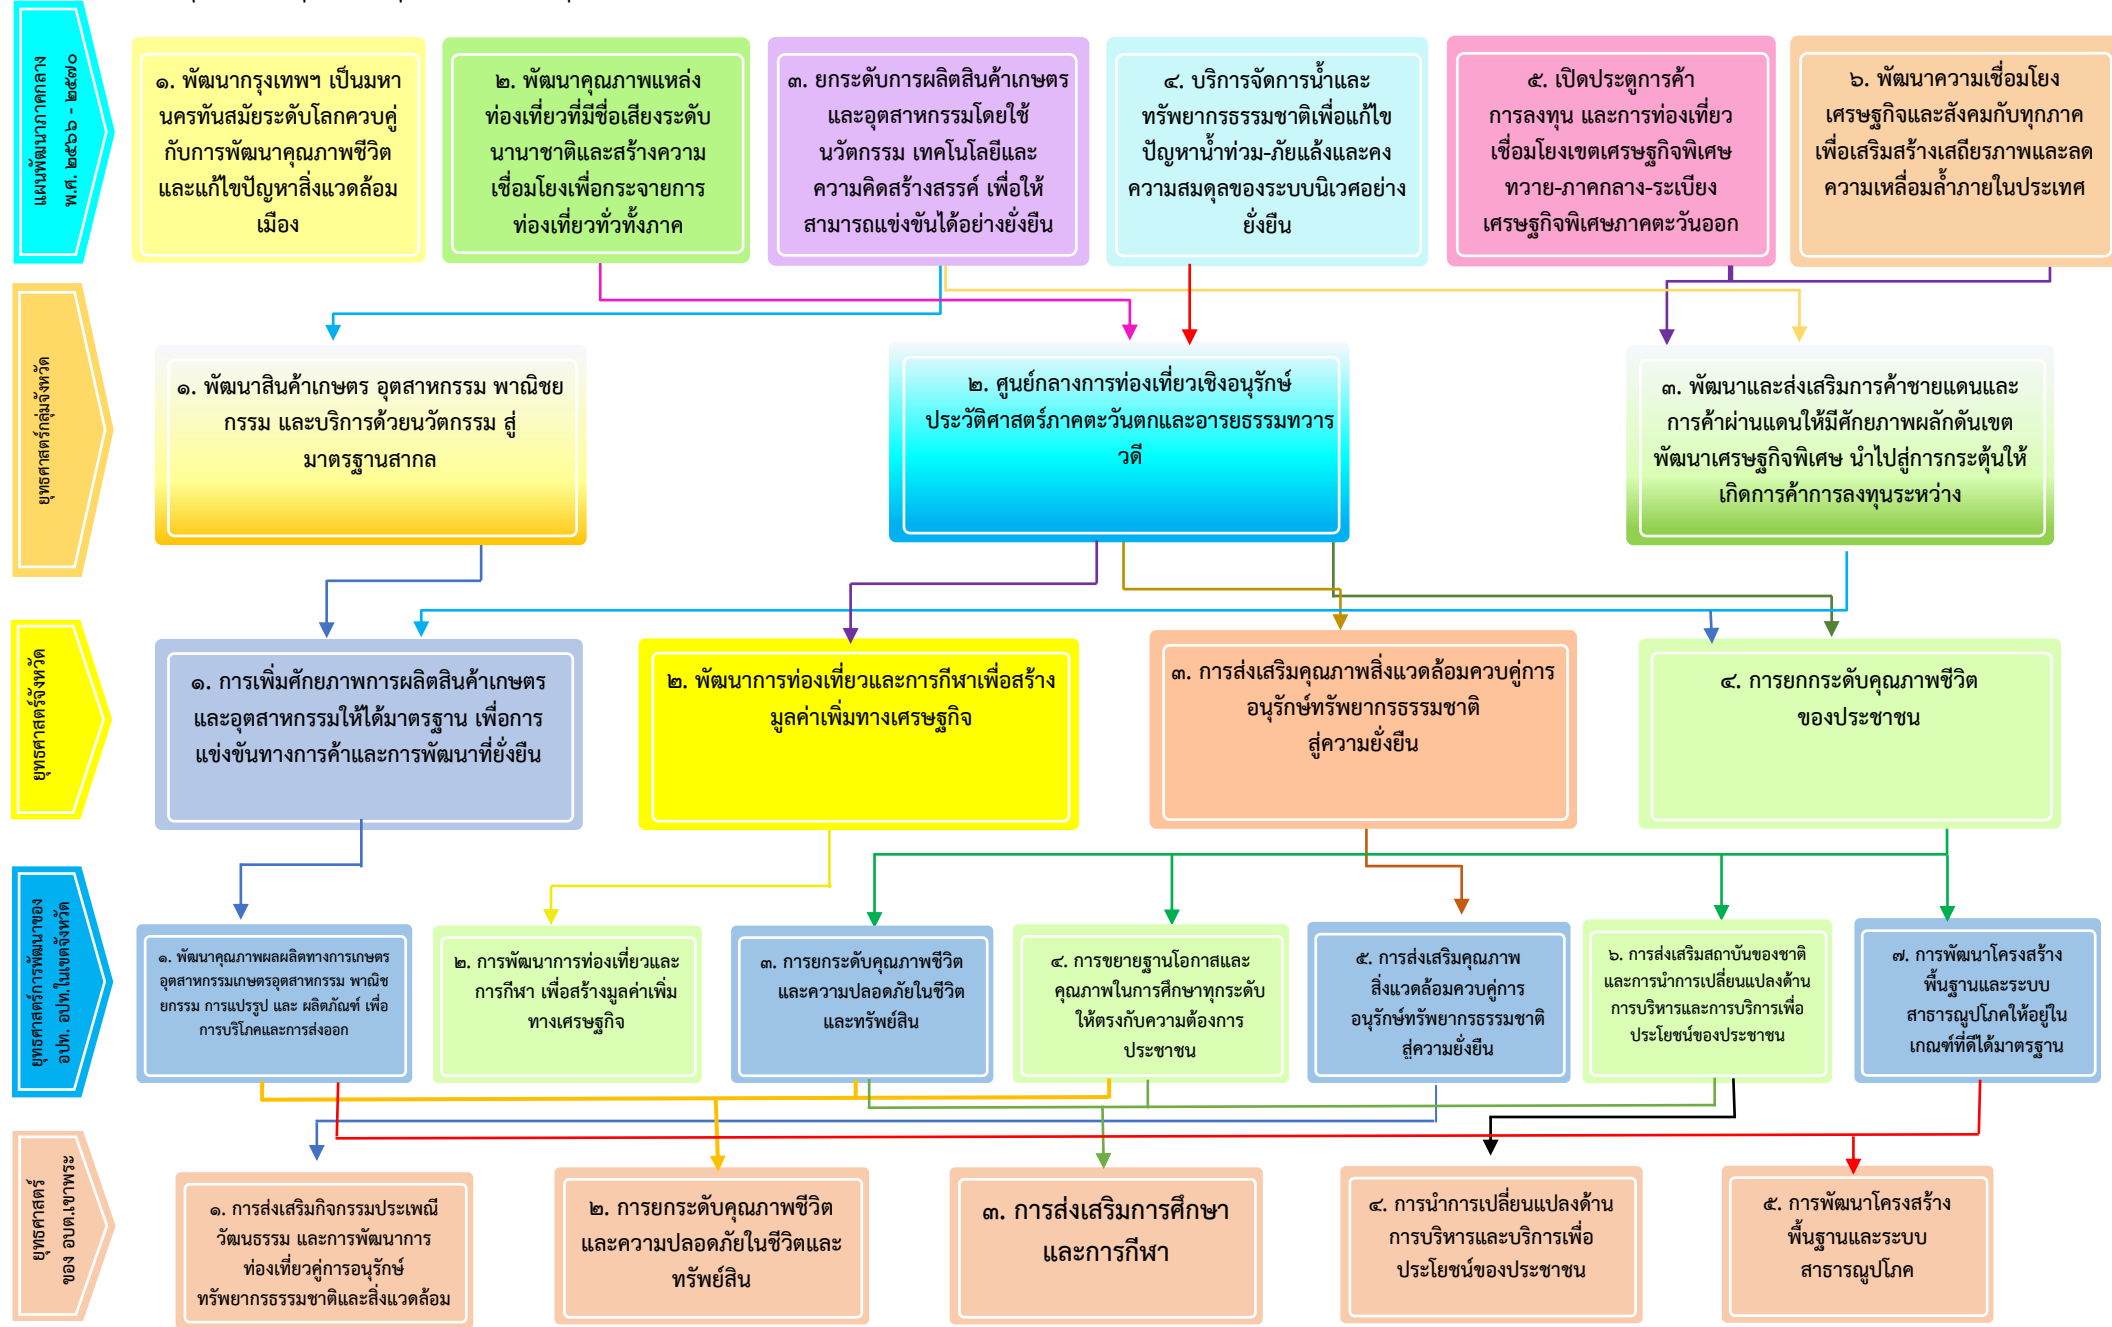 แผนพัฒนาภาคกลาง
พ.ศ. ๒๕๖๖ - ๒๕๗๐
๑. พัฒนากรุงเทพฯ เป็นมหา
นครทันสมัยระดับโลกควบคู่
กับการพัฒนาคุณภาพชีวิต
และแก้ไขปัญหาสิ่งแวดล้อม
เมือง
๒. พัฒนาคุณภาพแหล่ง
ท่องเที่ยวที่มีชื่อเสียงระดับ
นานาชาติและสร้างความ
เชื่อมโยงเพื่อกระจายการ
ท่องเที่ยวทั่วทั้งภาค
๓. ยกระดับการผลิตสินค้าเกษตร
และอุตสาหกรรมโดยใช้
นวัตกรรม เทคโนโลยีและ
ความคิดสร้างสรรค์ เพื่อให้
สามารถแข่งขันได้อย่างยั่งยืน
๔. บริการจัดการน้ำและ
ทรัพยากรธรรมชาติเพื่อแก้ไข
ปัญหาน้ำท่วม-ภัยแล้งและคง
ความสมดุลของระบบนิเวศอย่าง
ยั่งยืน
๕. เปิดประตูการค้า
การลงทุน และการท่องเที่ยว
เชื่อมโยงเขตเศรษฐกิจพิเศษ
ทวาย-ภาคกลาง-ระเบียง
เศรษฐกิจพิเศษภาคตะวันออก
๖. พัฒนาความเชื่อมโยง
เศรษฐกิจและสังคมกับทุกภาค
เพื่อเสริมสร้างเสถียรภาพและลด
ความเหลื่อมล้ำภายในประเทศ
ยุทธศาสตร์กลุ่มจังหวัด
๑. พัฒนาสินค้าเกษตร อุตสาหกรรม พาณิชย
กรรม และบริการด้วยนวัตกรรม สู่
มาตรฐานสากล
๒. ศูนย์กลางการท่องเที่ยวเชิงอนุรักษ์
ประวัติศาสตร์ภาคตะวันตกและอารยธรรมทวาร
วดี
๓. พัฒนาและส่งเสริมการค้าชายแดนและ
การค้าผ่านแดนให้มีศักยภาพผลักดันเขต
พัฒนาเศรษฐกิจพิเศษ นำไปสู่การกระตุ้นให้
เกิดการค้าการลงทุนระหว่าง
ยุทธศาสตร์จังหวัด
๑. การเพิ่มศักยภาพการผลิตสินค้าเกษตร
และอุตสาหกรรมให้ได้มาตรฐาน เพื่อการ
แข่งขันทางการค้าและการพัฒนาที่ยั่งยืน
๒. พัฒนาการท่องเที่ยวและการกีฬาเพื่อสร้าง
มูลค่าเพิ่มทางเศรษฐกิจ
๓. การส่งเสริมคุณภาพสิ่งแวดล้อมควบคู่การ
อนุรักษ์ทรัพยากรธรรมชาติ
สู่ความยั่งยืน
๔. การยกกระดับคุณภาพชีวิต
ของประชาชน
ยุทธศาสตร์การพัฒนาของ
อปท. อปท.ในเขตจังหวัด
๑. พัฒนาคุณภาพผลผลิตทางการเกษตร
อุตสาหกรรมเกษตรอุตสาหกรรม พาณิช
ยกรรม การแปรรูป และ ผลิตภัณฑ์ เพื่อ
การบริโภคและการส่งออก
๒. การพัฒนาการท่องเที่ยวและ
การกีฬา เพื่อสร้างมูลค่าเพิ่ม
ทางเศรษฐกิจ
๓. การยกระดับคุณภาพชีวิต
และความปลอดภัยในชีวิต
และทรัพย์สิน
๔. การขยายฐานโอกาสและ
คุณภาพในการศึกษาทุกระดับ
ให้ตรงกับความต้องการ
ประชาชน
๕. การส่งเสริมคุณภาพ
สิ่งแวดล้อมควบคู่การ
อนุรักษ์ทรัพยากรธรรมชาติ
สู่ความยั่งยืน
๖. การส่งเสริมสถาบันของชาติ
และการนำการเปลี่ยนแปลงด้าน
การบริหารและการบริการเพื่อ
ประโยชน์ของประชาชน
๗. การพัฒนาโครงสร้าง
พื้นฐานและระบบ
สาธารณูปโภคให้อยู่ใน
เกณฑ์ที่ดีได้มาตรฐาน
ยุทธศาสตร์
ของ อบต.เขาพระ
๑. การส่งเสริมกิจกรรมประเพณี
วัฒนธรรม และการพัฒนาการ
ท่องเที่ยวคู่การอนุรักษ์
ทรัพยากรธรรมชาติและสิ่งแวดล้อม
๒. การยกระดับคุณภาพชีวิต
และความปลอดภัยในชีวิตและ
ทรัพย์สิน
๓. การส่งเสริมการศึกษา
และการกีฬา
๔. การนำการเปลี่ยนแปลงด้าน
การบริหารและบริการเพื่อ
ประโยชน์ของประชาชน
๕. การพัฒนาโครงสร้าง
พื้นฐานและระบบ
สาธารณูปโภค